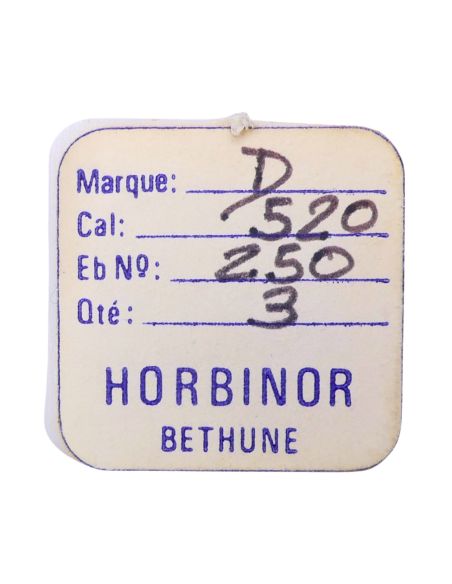 Marque: D
Cal: 520
Eb Nº: 250
Qté: 3
HORBINOR
BETHUNE